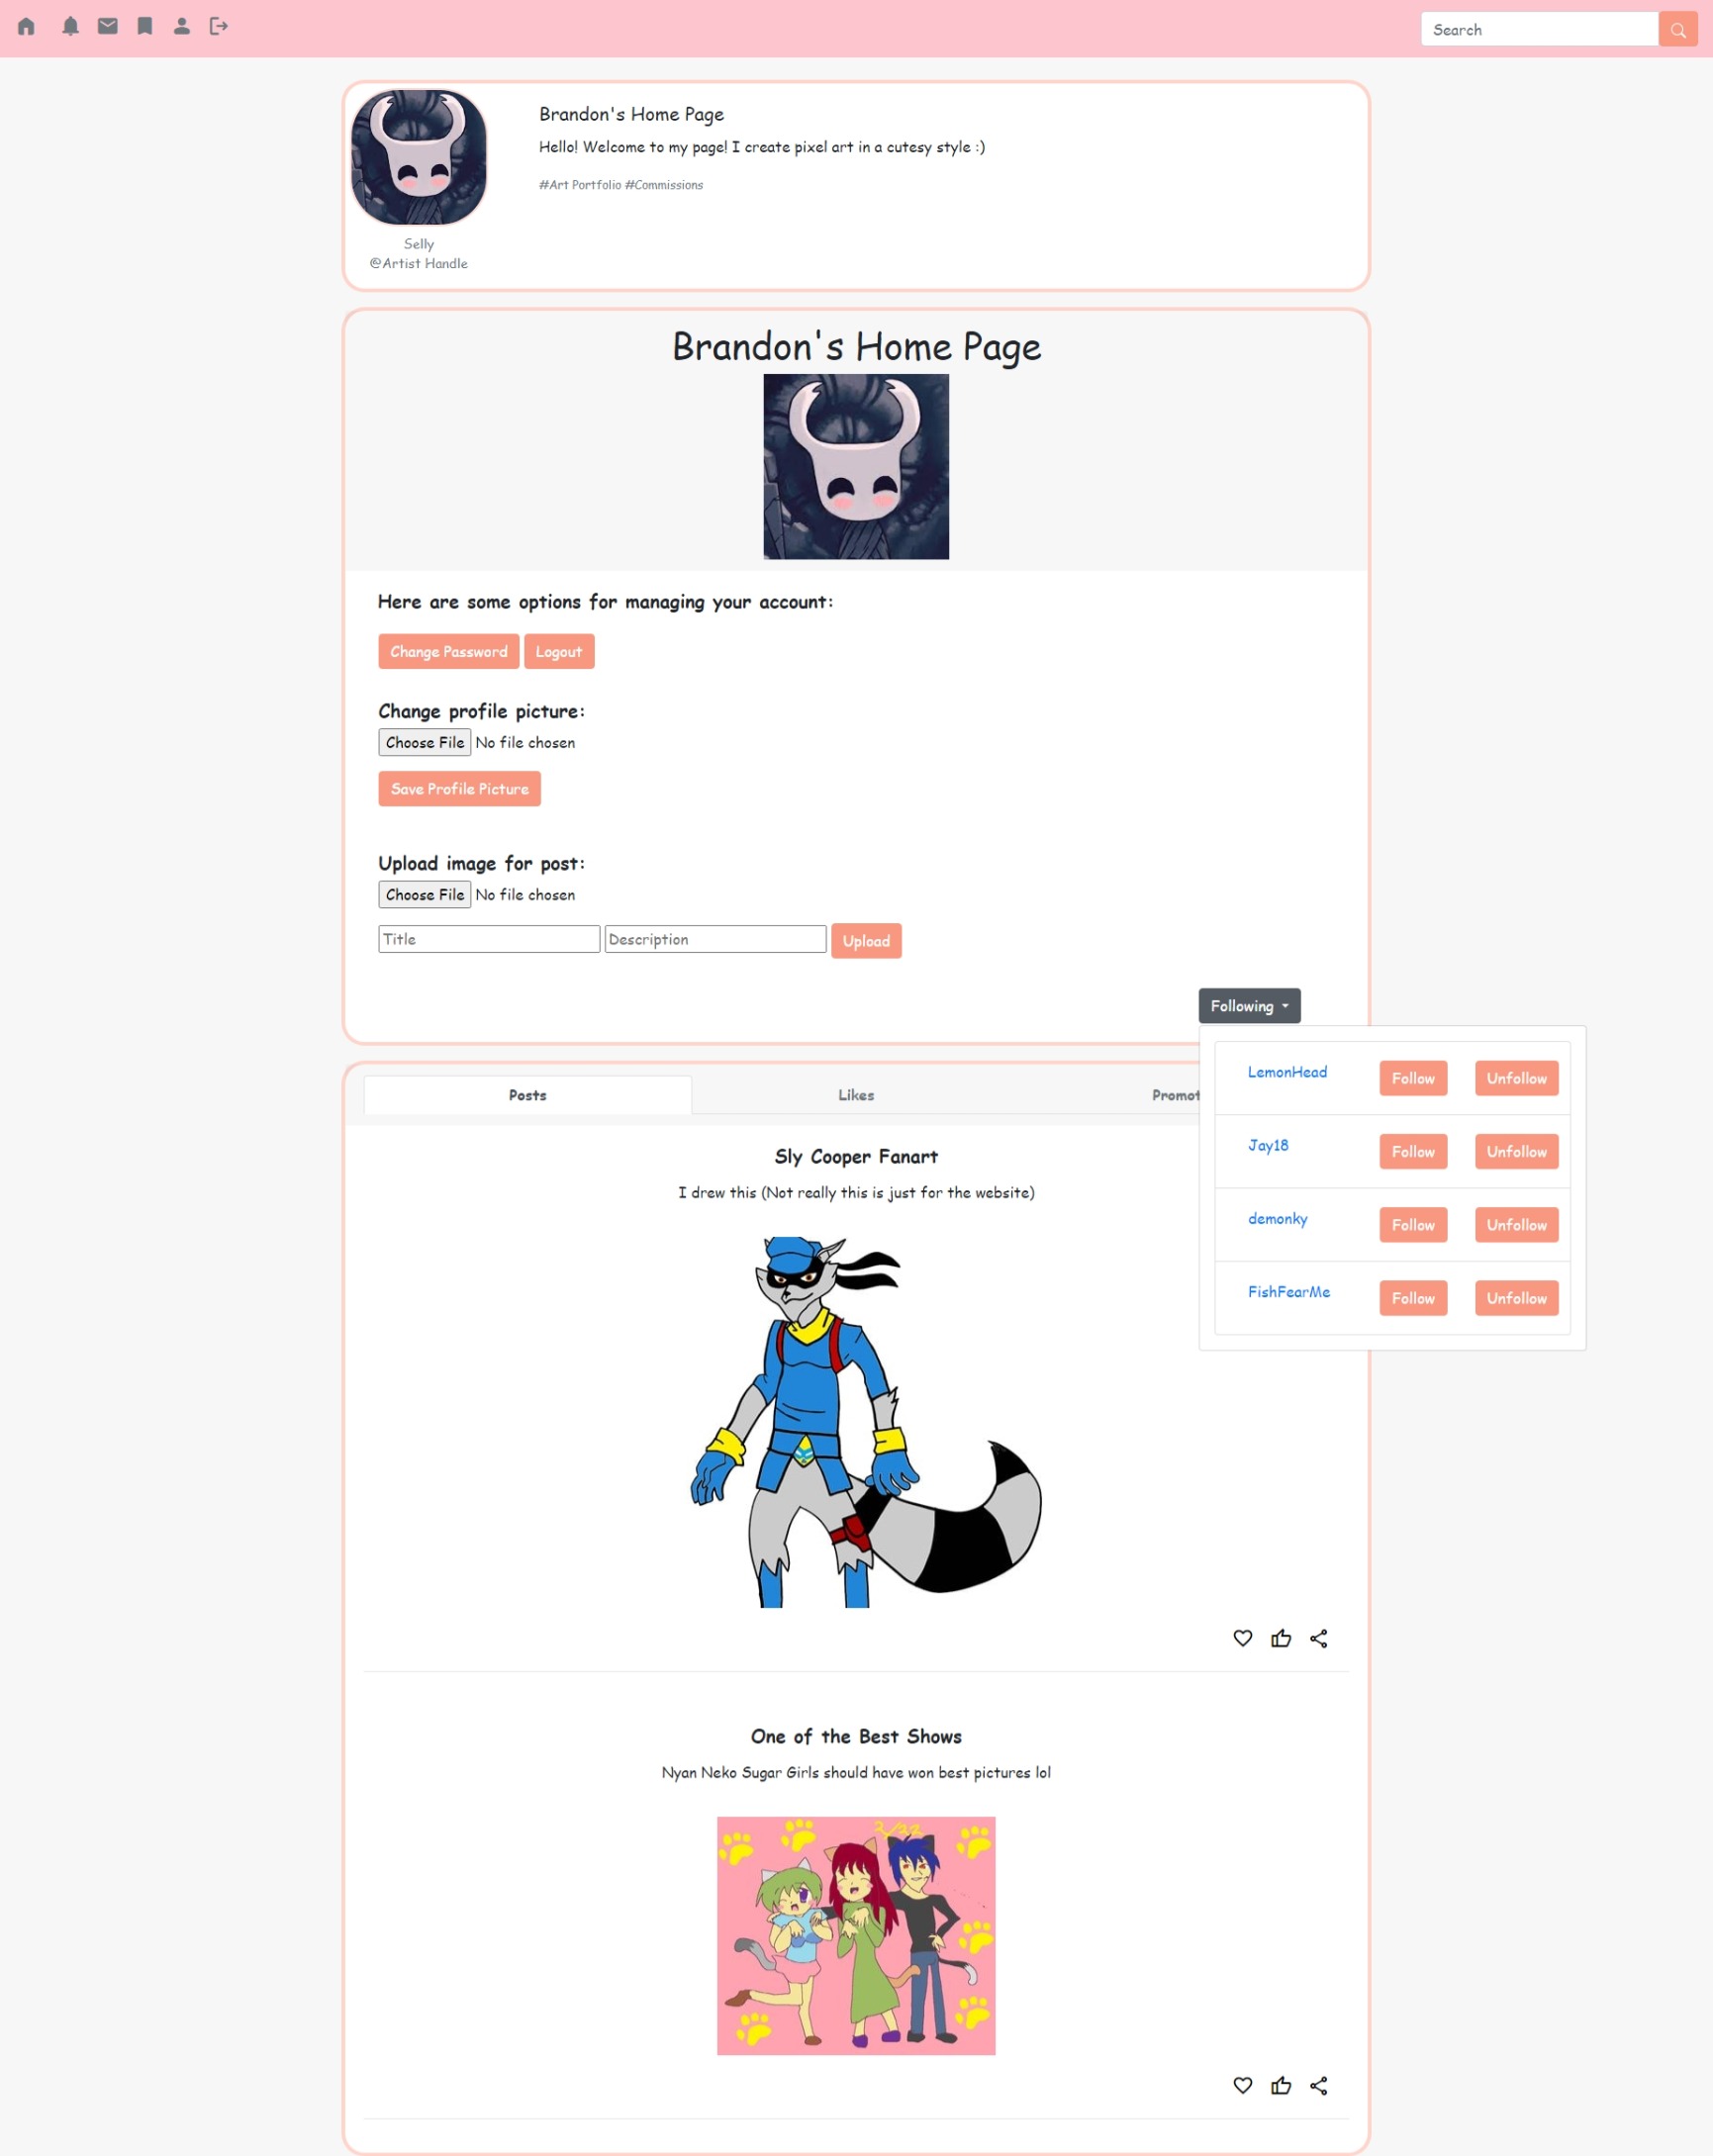 Search
Brandon's Home Page
Hello! Welcome to my page! I create pixel art in a cutesy style :)
#Art Portfolio #Commissions
Selly
@Artist Handle
Brandon's Home Page
Here are some options for managing your account:
Change Password Logout
Change profile picture:
Choose File No file chosen
Save Profile Picture
Upload image for post:
Choose File No file chosen
Title Description Upload
Following
LemonHead Follow Unfollow
Jay18 Follow Unfollow
demonky Follow Unfollow
FishFearMe Follow Unfollow
Posts Likes Promot
Sly Cooper Fanart
I drew this (Not really this is just for the website)
One of the Best Shows
Nyan Neko Sugar Girls should have won best pictures lol